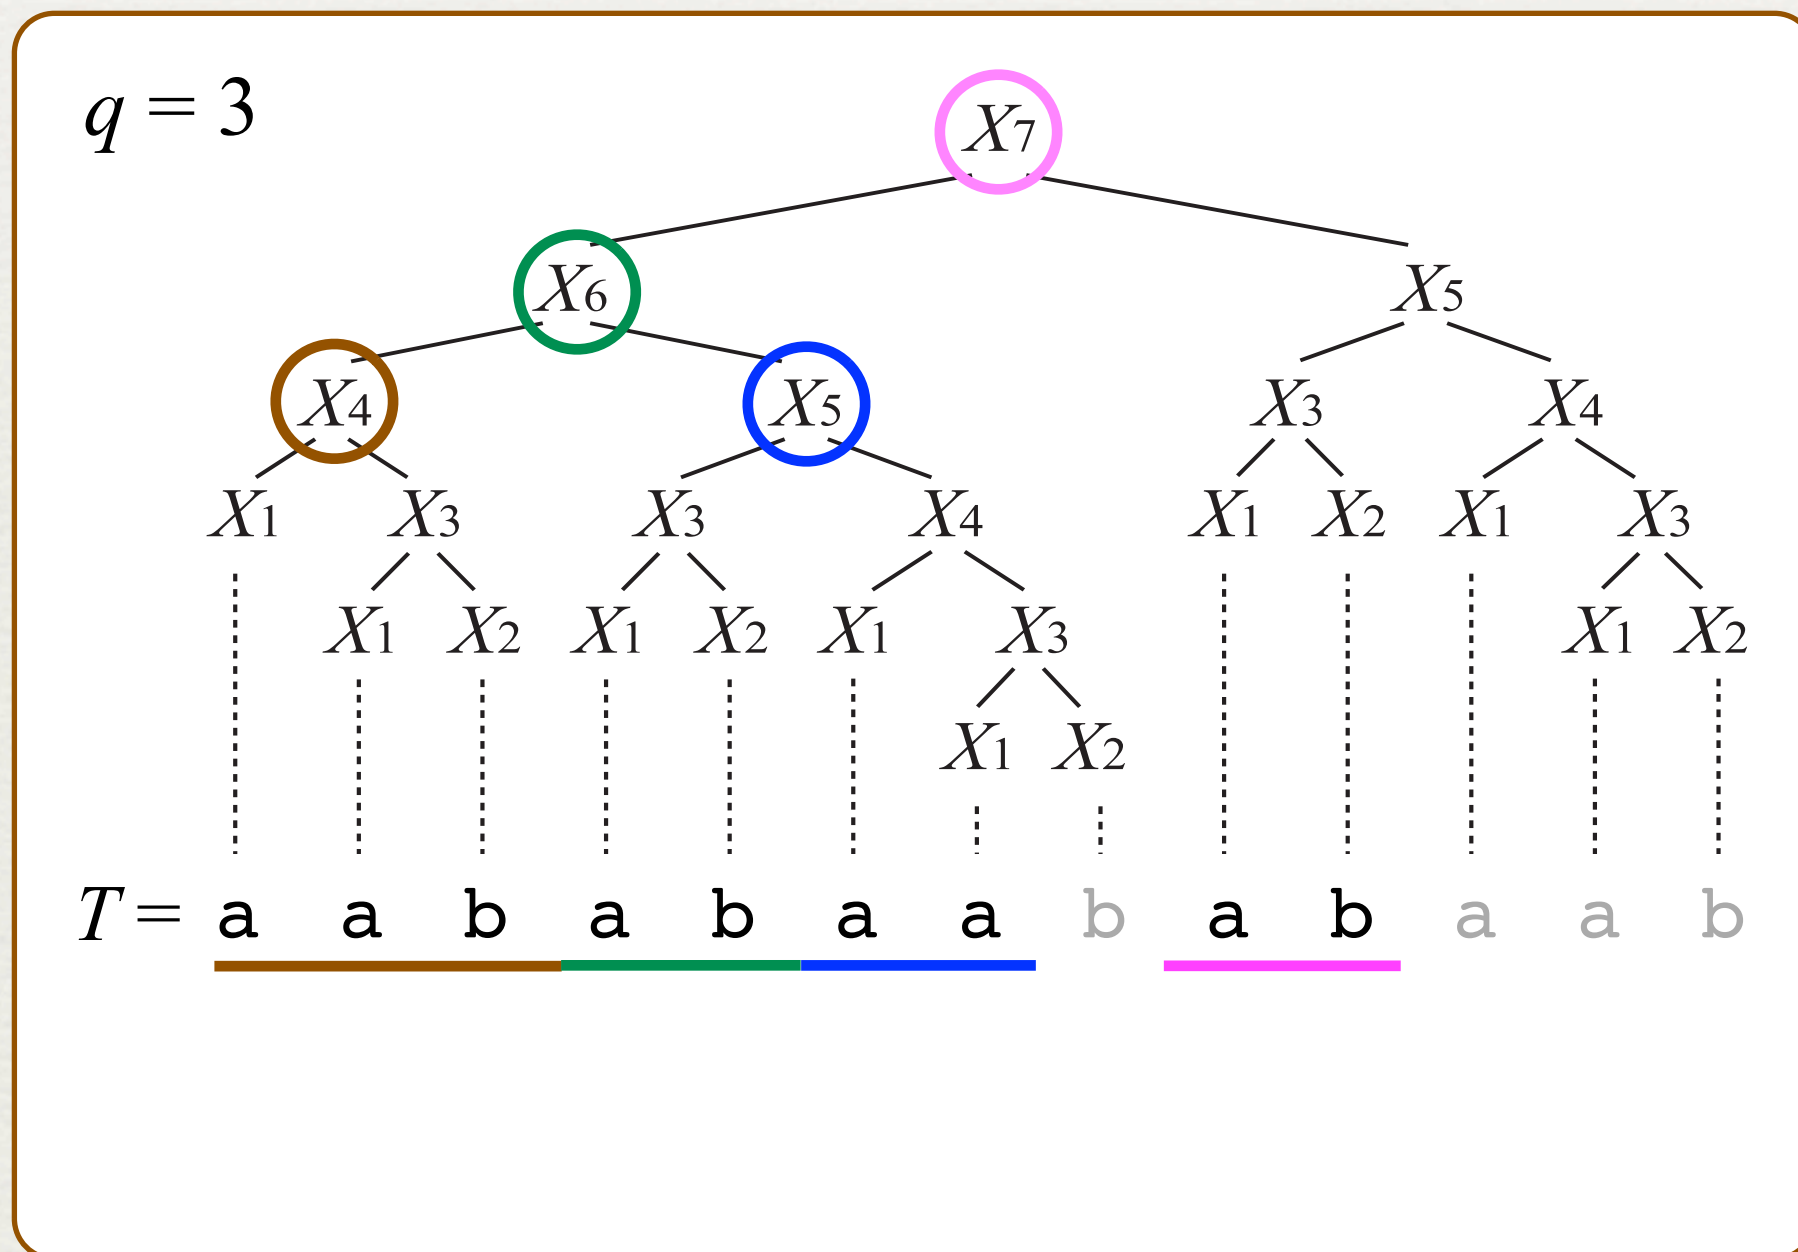 q = 3
X7
X6 X5
X4 X5 X3 X4
X1 X3 X3 X4 X1 X2 X1 X3
X1 X2 X1 X2 X1 X3 X1 X2
X1 X2
T = a a b a b a a b a b a a b